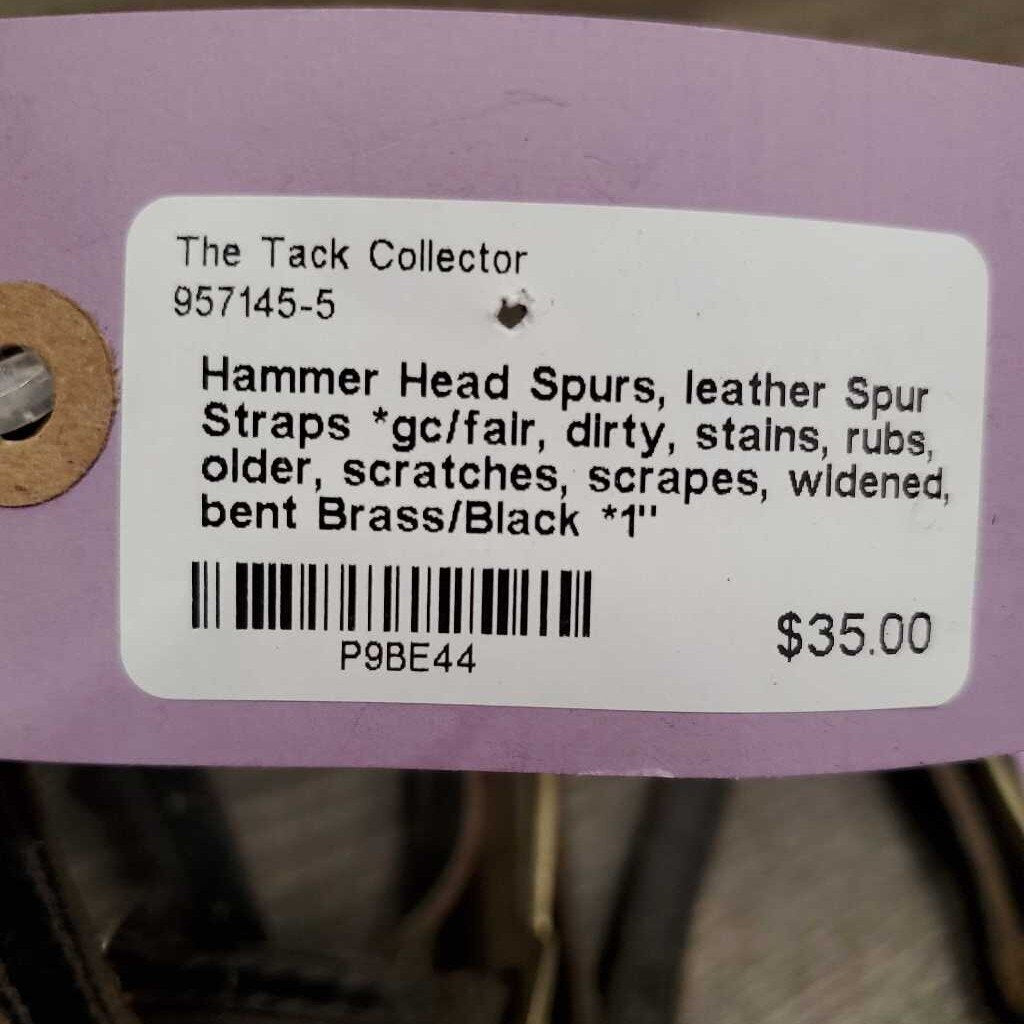 The Tack Collector
957145-5
Hammer Head Spurs, leather Spur
Straps *gc/fair, dirty, stains, rubs,
older, scratches, scrapes, widened,
bent Brass/Black *1"
P9BE44
$35.00